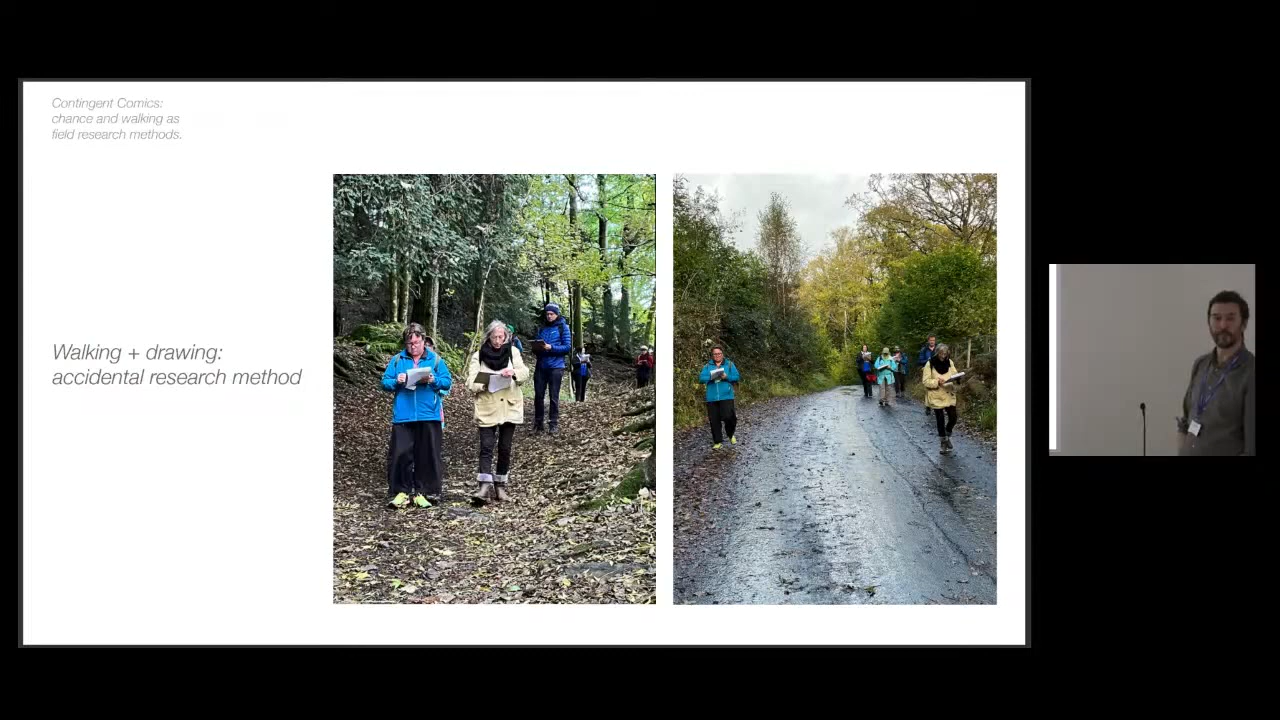 Contingent Comics:
chance and walking as
field research methods.
Walking + drawing:
accidental research method